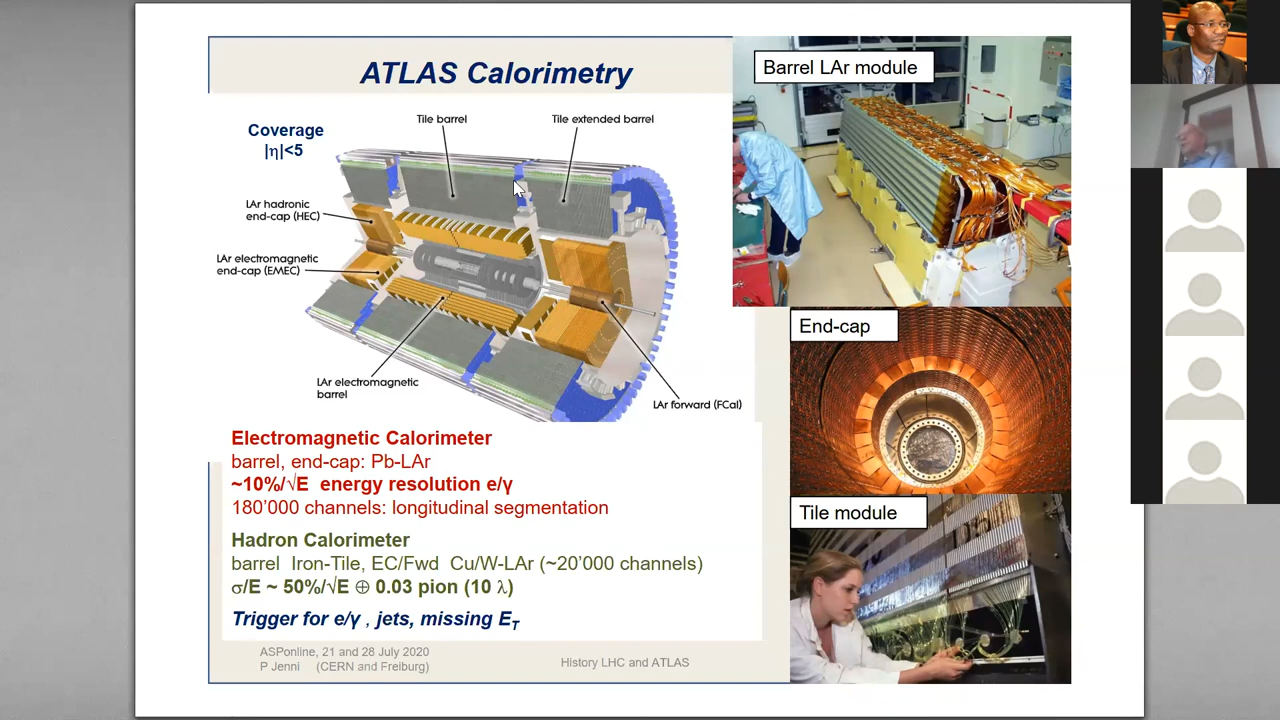 ATLAS Calorimetry
Coverage
|η|<5
Tile barrel
Tile extended barrel
LAr hadronic
end-cap (HEC)
LAr electromagnetic
end-cap (EMEC)
LAr electromagnetic
barrel
LAr forward (FCal)
Barrel LAr module
End-cap
Tile module
Electromagnetic Calorimeter
barrel, end-cap: Pb-LAr
~10%/√E energy resolution e/γ
180'000 channels: longitudinal segmentation
Hadron Calorimeter
barrel Iron-Tile, EC/Fwd Cu/W-LAr (~20'000 channels)
σ/E ~ 50%/√E ⊕ 0.03 pion (10 λ)
Trigger for e/γ , jets, missing E_T
ASPonline, 21 and 28 July 2020
P Jenni (CERN and Freiburg)
History LHC and ATLAS